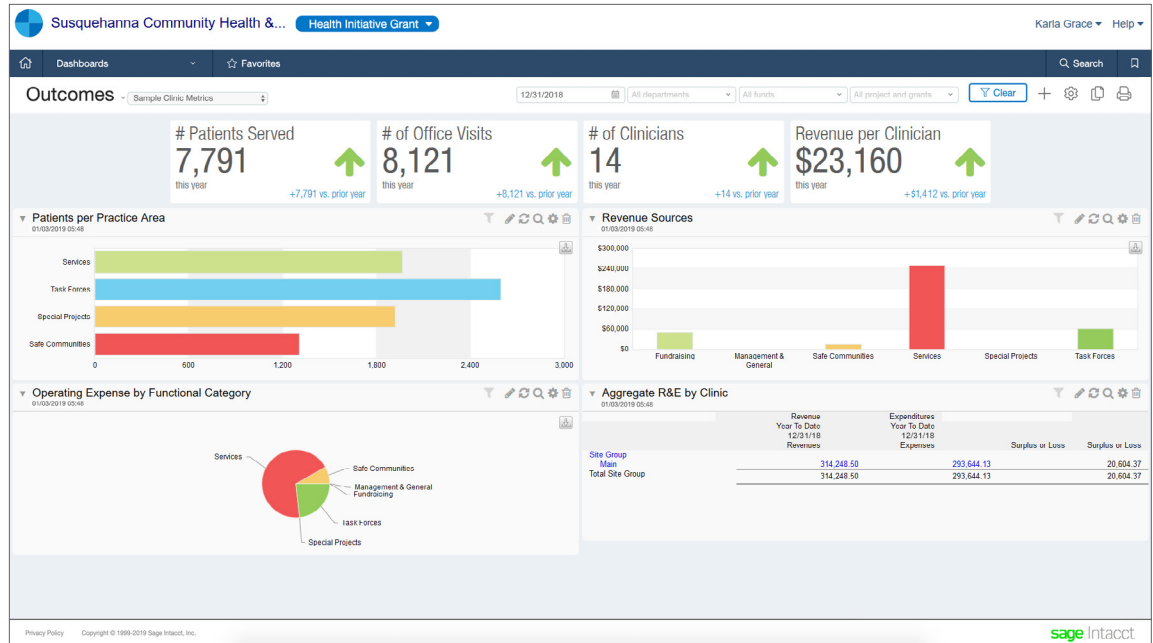 Susquehanna Community Health &...
Health Initiative Grant
Karla Grace
Help
Dashboards
Favorites
Search
Outcomes - Sample Clinic Metrics
12/31/2018
All departments
All funds
All project and grants
Clear
# Patients Served
7,791
this year
+7,791 vs. prior year
# of Office Visits
8,121
this year
+8,121 vs. prior year
# of Clinicians
14
this year
+14 vs. prior year
Revenue per Clinician
$23,160
this year
+$1,412 vs. prior year
Patients per Practice Area
01/03/2019 05:48
Services
Task Forces
Special Projects
Safe Communities
0 600 1,200 1,800 2,400 3,000
Revenue Sources
01/03/2019 05:48
$300,000
$240,000
$180,000
$120,000
$60,000
$0
Fundraising Management & General Safe Communities Services Special Projects Task Forces
Operating Expense by Functional Category
01/03/2019 05:48
Services
Safe Communities
Management & General
Fundraising
Task Forces
Special Projects
Aggregate R&E by Clinic
01/03/2019 05:48
Revenue Expenditures
Year To Date Year To Date
12/31/18 12/31/18
Revenues Expenses Surplus or Loss Surplus or Loss
Site Group
Main 314,248.50 293,644.13 20,604.37
Total Site Group 314,248.50 293,644.13 20,604.37
Privacy Policy Copyright © 1999-2019 Sage Intacct, Inc.
sage Intacct